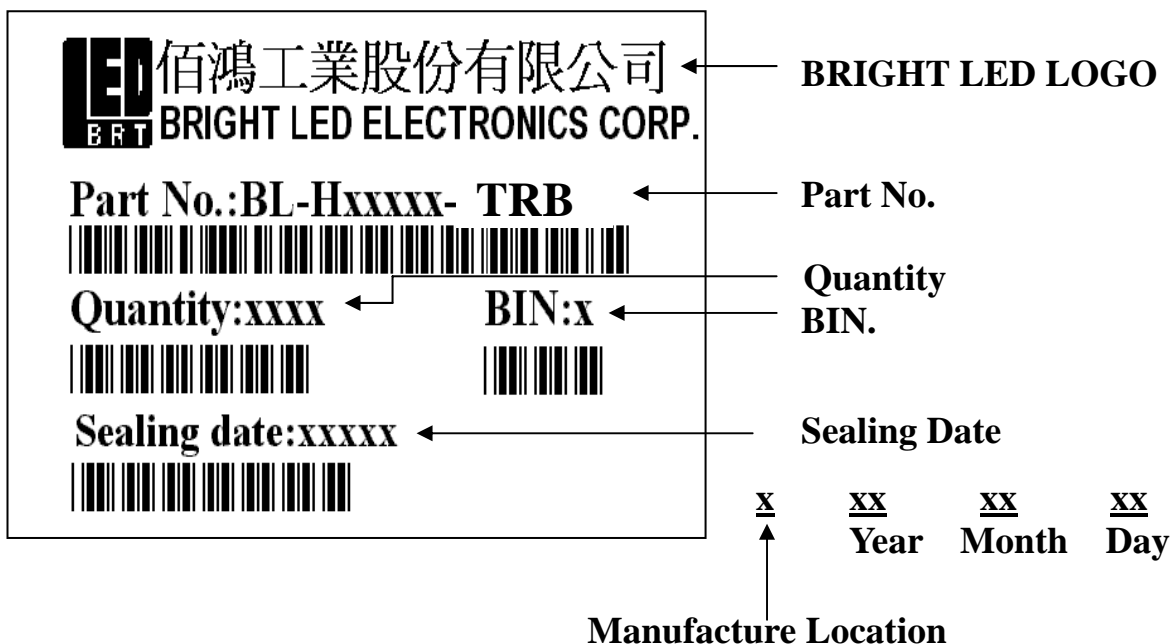 LED 佰鴻工業股份有限公司
BRT BRIGHT LED ELECTRONICS CORP.
BRIGHT LED LOGO
Part No.:BL-Hxxxxx- TRB
Part No.
Quantity
Quantity:xxxx BIN:x
BIN.
Sealing date:xxxxx
Sealing Date
x xx xx xx
Year Month Day
Manufacture Location